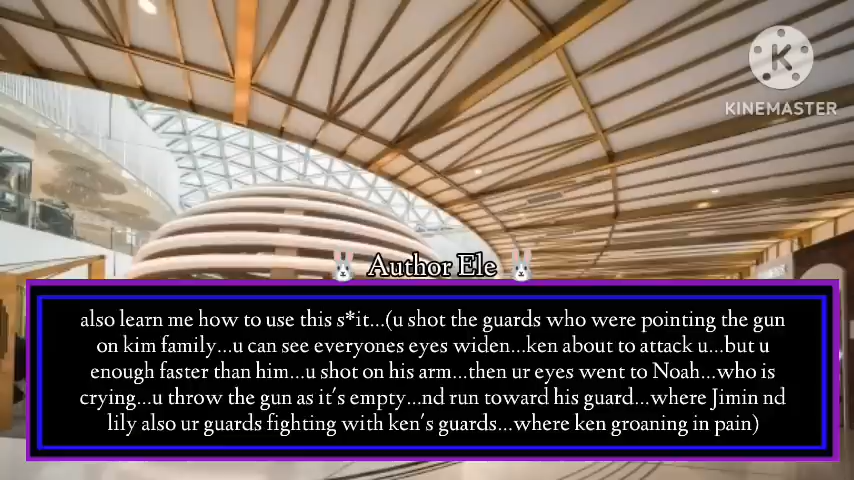 KINEMASTER
🐰 Author Ele 🐰
also learn me how to use this s*it...(u shot the guards who were pointing the gun
on kim family...u can see everyones eyes widen...ken about to attack u...but u
enough faster than him...u shot on his arm...then ur eyes went to Noah...who is
crying...u throw the gun as it's empty...nd run toward his guard...where Jimin nd
lily also ur guards fighting with ken's guards...where ken groaning in pain)